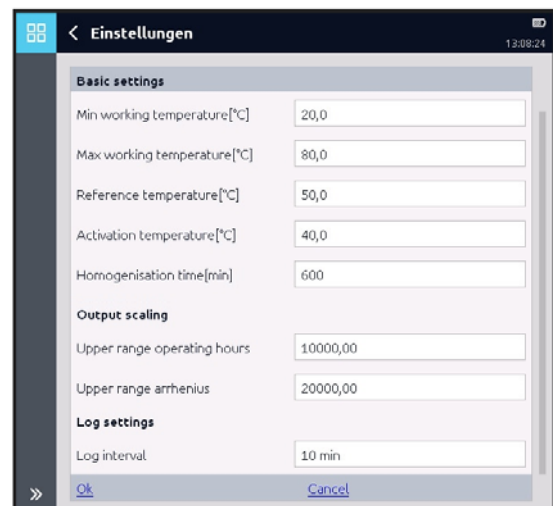 Einstellungen
13:08:24
Basic settings
Min working temperature[°C] 20,0
Max working temperature[°C] 80,0
Reference temperature[°C] 50,0
Activation temperature[°C] 40,0
Homogenisation time[min] 600
Output scaling
Upper range operating hours 10000,00
Upper range arrhenius 20000,00
Log settings
Log interval 10 min
Ok Cancel